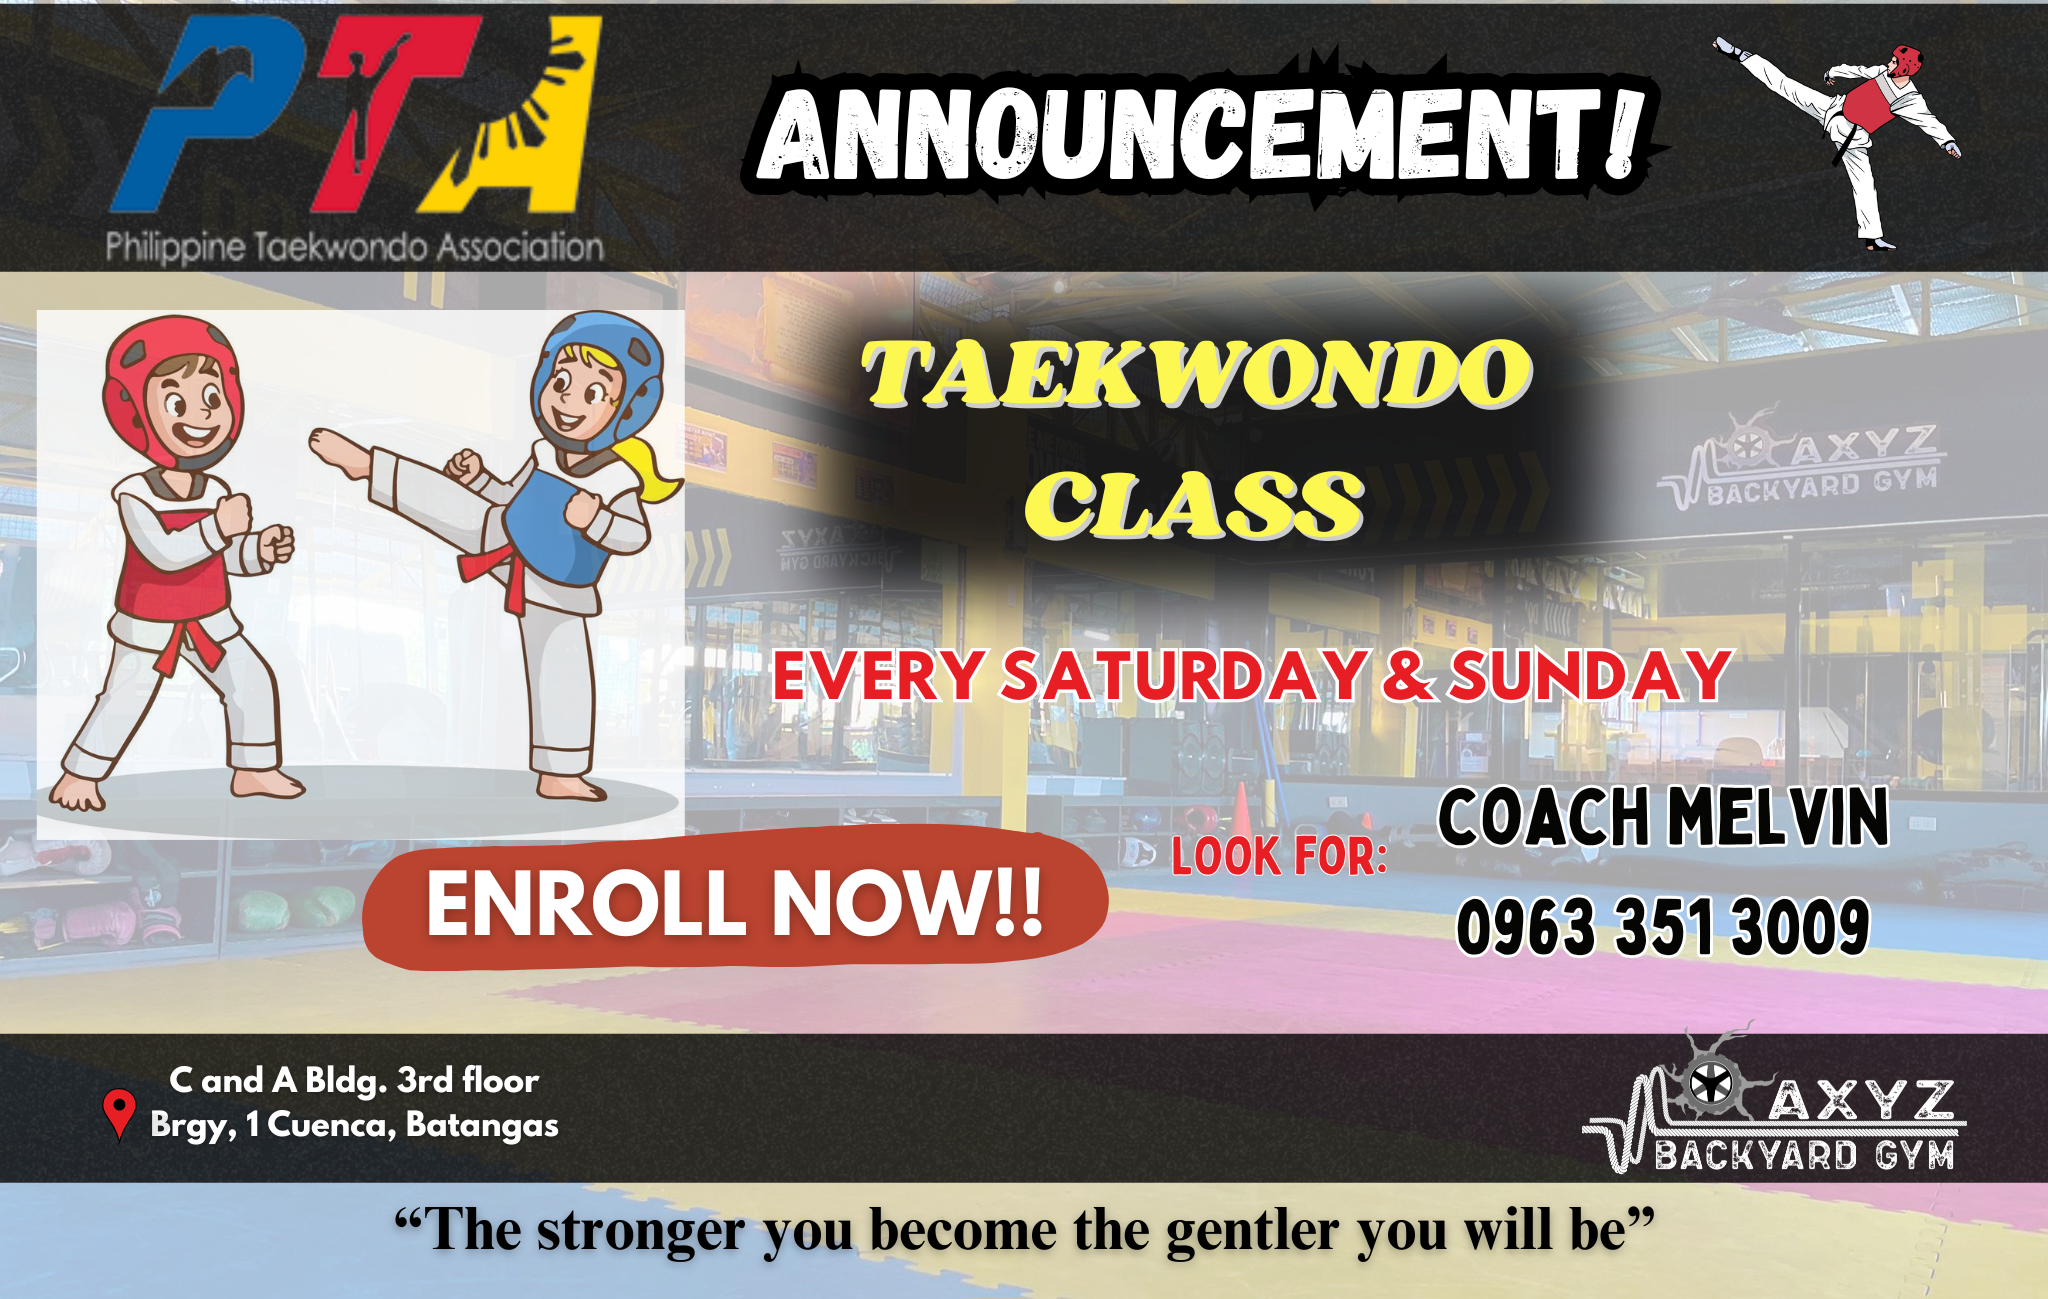 PTA
Philippine Taekwondo Association
ANNOUNCEMENT!
TAEKWONDO
CLASS
AXYZ
BACKYARD GYM
EVERY SATURDAY & SUNDAY
LOOK FOR:
COACH MELVIN
0963 351 3009
ENROLL NOW!!
C and A Bldg. 3rd floor
Brgy, 1 Cuenca, Batangas
AXYZ
BACKYARD GYM
“The stronger you become the gentler you will be”